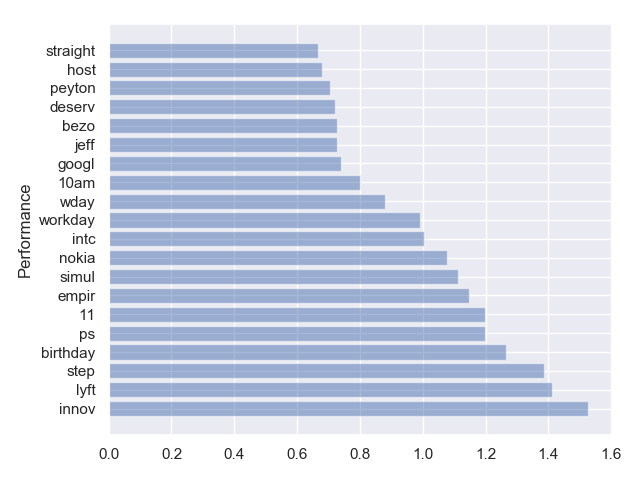 straight
host
peyton
deserv
bezo
jeff
googl
10am
wday
workday
intc
nokia
simul
empir
11
ps
birthday
step
lyft
innov
Performance
0.0 0.2 0.4 0.6 0.8 1.0 1.2 1.4 1.6